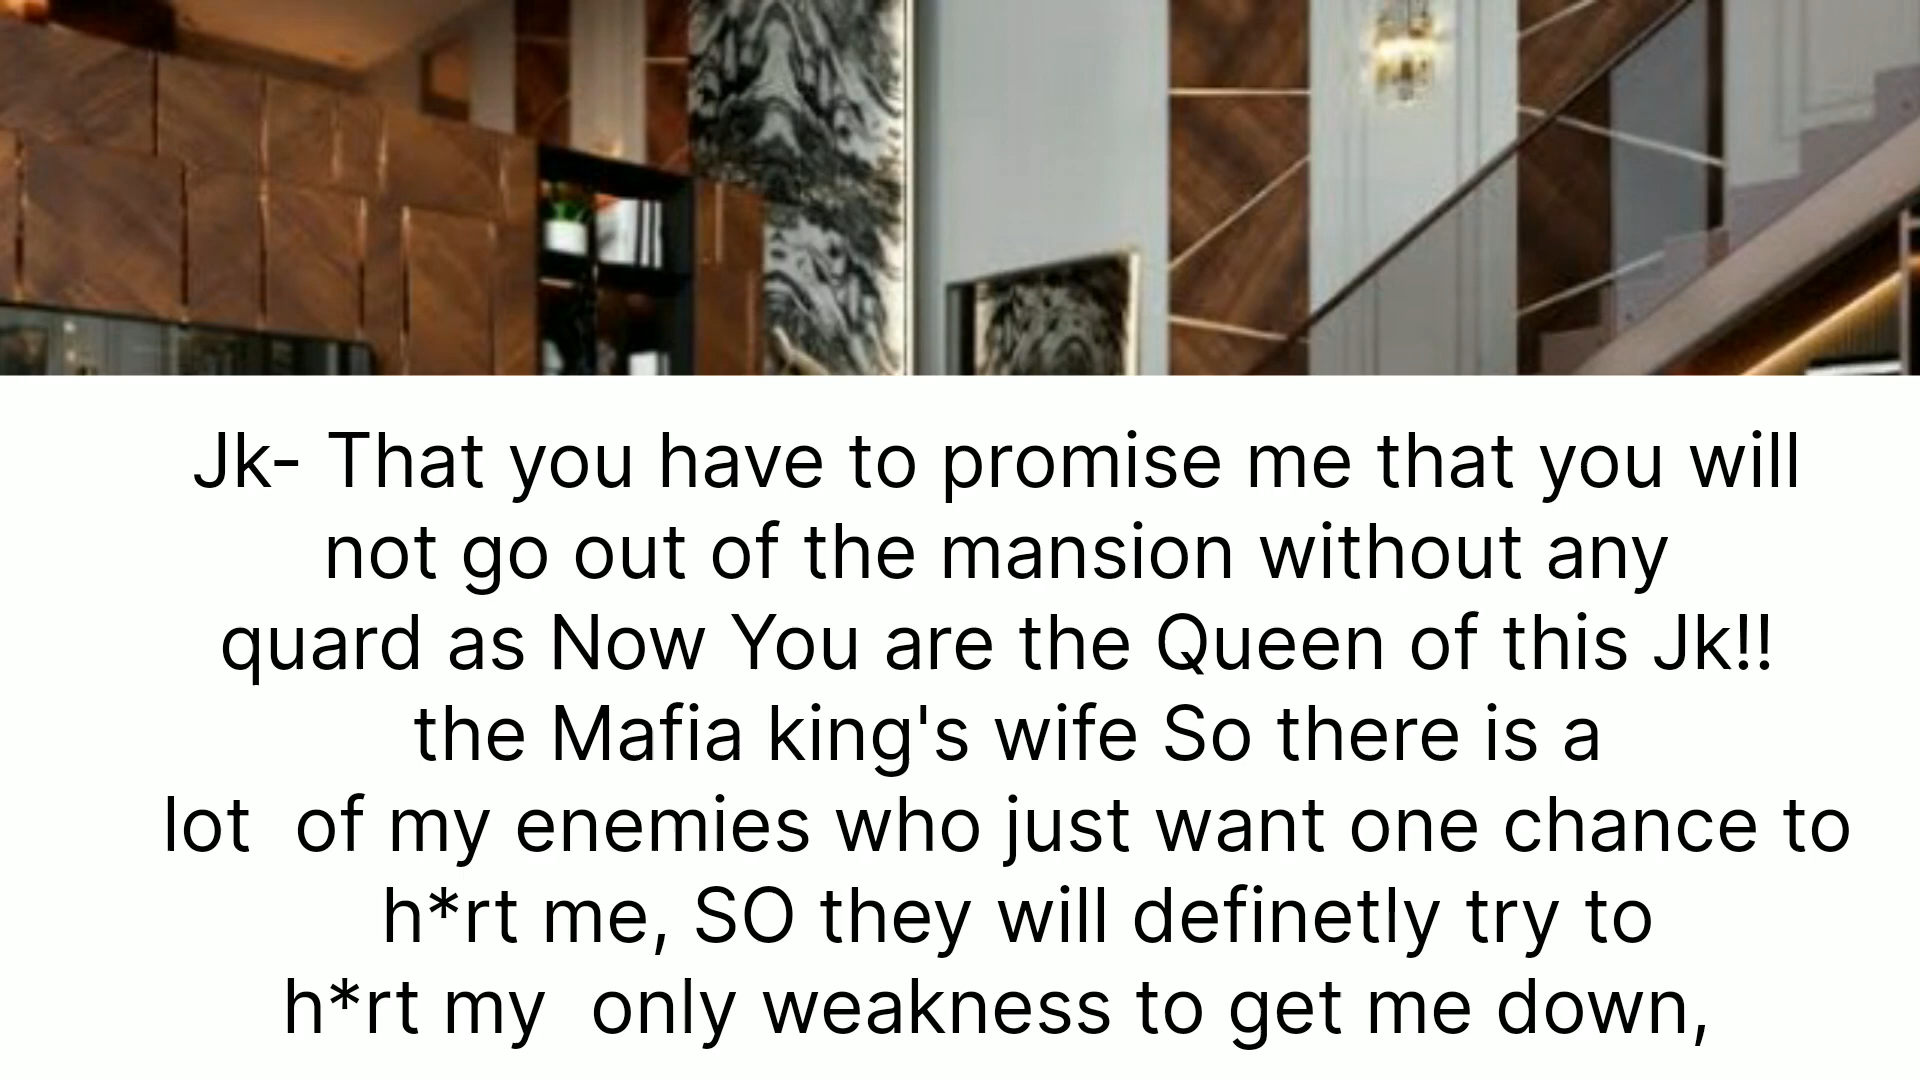 Jk- That you have to promise me that you will
not go out of the mansion without any
quard as Now You are the Queen of this Jk!!
the Mafia king's wife So there is a
lot  of my enemies who just want one chance to
h*rt me, SO they will definetly try to
h*rt my  only weakness to get me down,